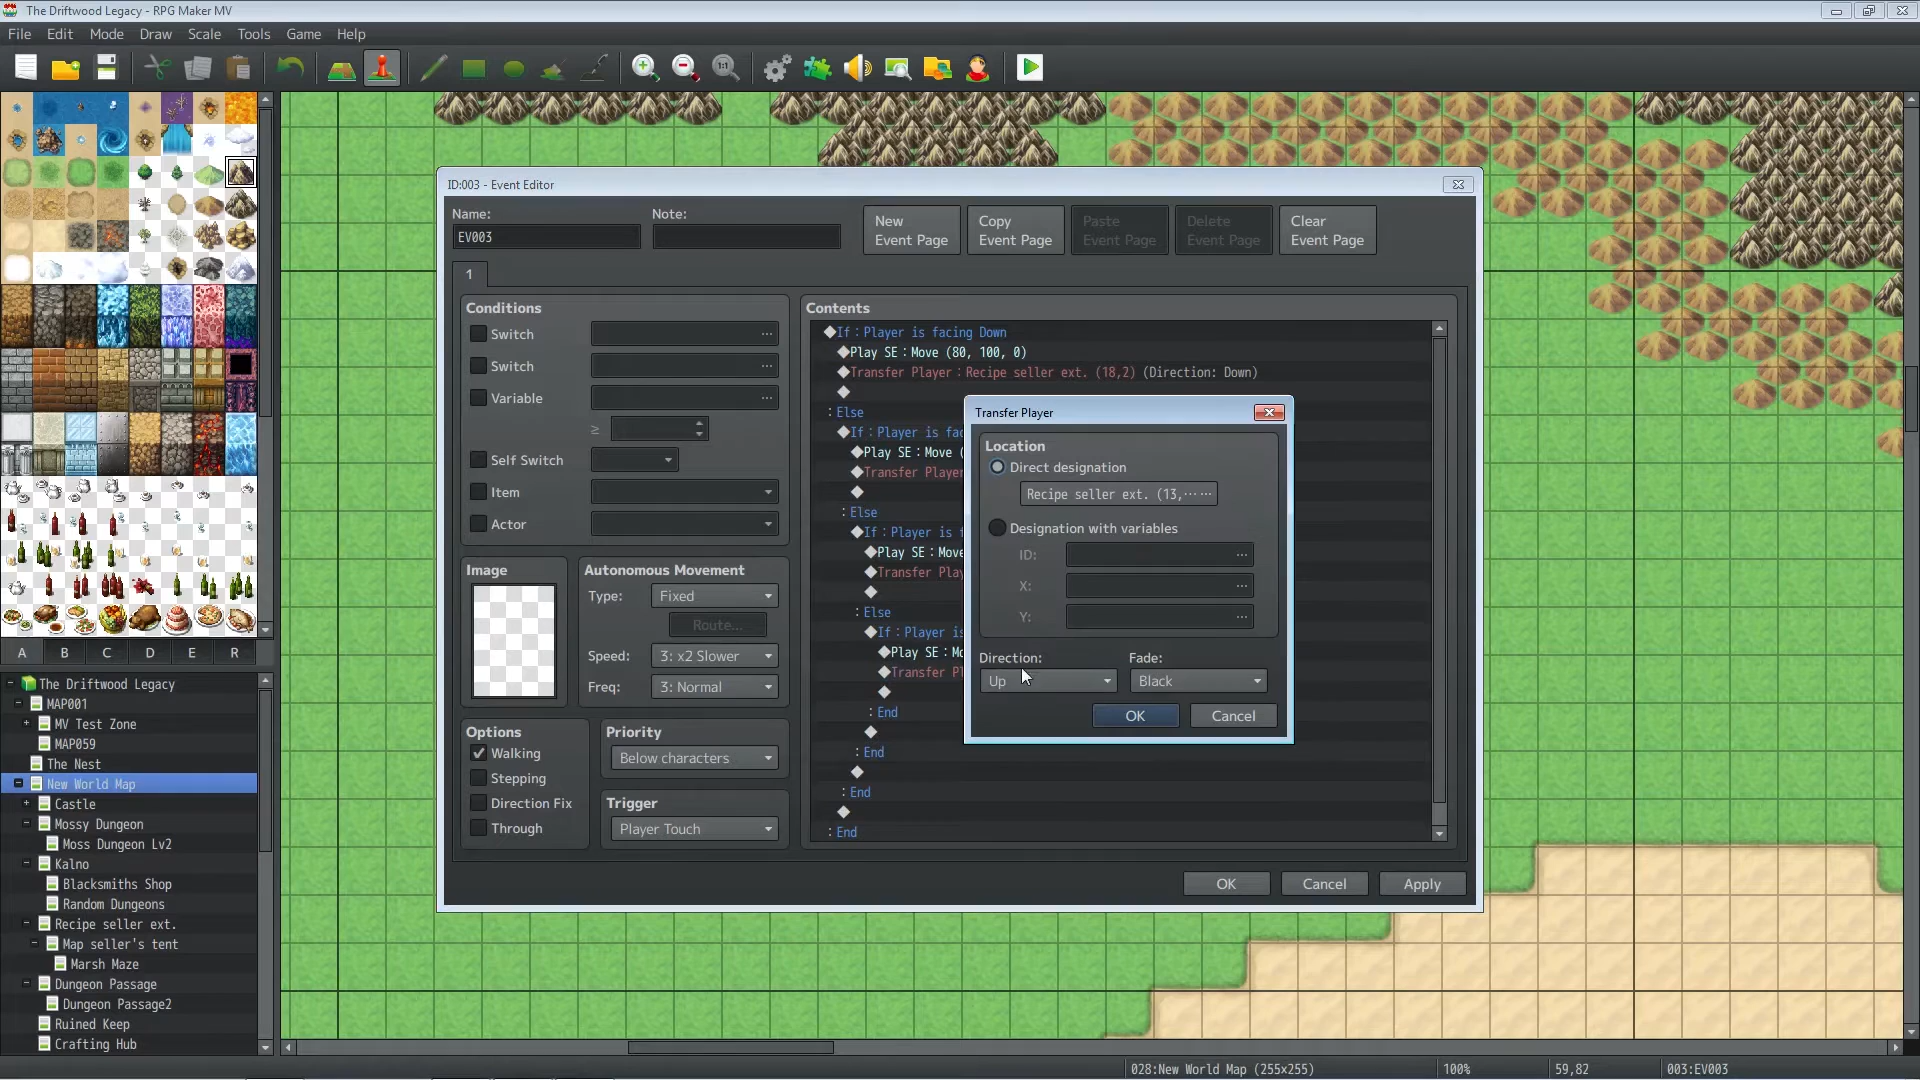 The Driftwood Legacy - RPG Maker MV
File Edit Mode Draw Scale Tools Game Help
1:1
ID:003 - Event Editor
Name:
EV003
Note:
New Event Page
Copy Event Page
Paste Event Page
Delete Event Page
Clear Event Page
1
Conditions
Switch ...
Switch ...
Variable ...
≥
Self Switch
Item
Actor
Image
Autonomous Movement
Type: Fixed
Route...
Speed: 3: x2 Slower
Freq: 3: Normal
Options
Walking
Stepping
Direction Fix
Through
Priority
Below characters
Trigger
Player Touch
Contents
◆If：Player is facing Down
◆Play SE：Move (80, 100, 0)
◆Transfer Player：Recipe seller ext. (18,2) (Direction: Down)
◆
：Else
◆If：Player is fac
◆Play SE：Move (
◆Transfer Player
◆
：Else
◆If：Player is f
◆Play SE：Move
◆Transfer Play
◆
：Else
◆If：Player is
◆Play SE：Mo
◆Transfer Pl
◆
：End
◆
：End
◆
：End
◆
：End
OK Cancel Apply
Transfer Player
Location
Direct designation
Recipe seller ext. (13,... ...
Designation with variables
ID: ...
X: ...
Y: ...
Direction:
Up
Fade:
Black
OK Cancel
A B C D E R
The Driftwood Legacy
MAP001
MV Test Zone
MAP059
The Nest
New World Map
Castle
Mossy Dungeon
Moss Dungeon Lv2
Kalno
Blacksmiths Shop
Random Dungeons
Recipe seller ext.
Map seller's tent
Marsh Maze
Dungeon Passage
Dungeon Passage2
Ruined Keep
Crafting Hub
028:New World Map (255×255) 100% 59,82 003:EV003